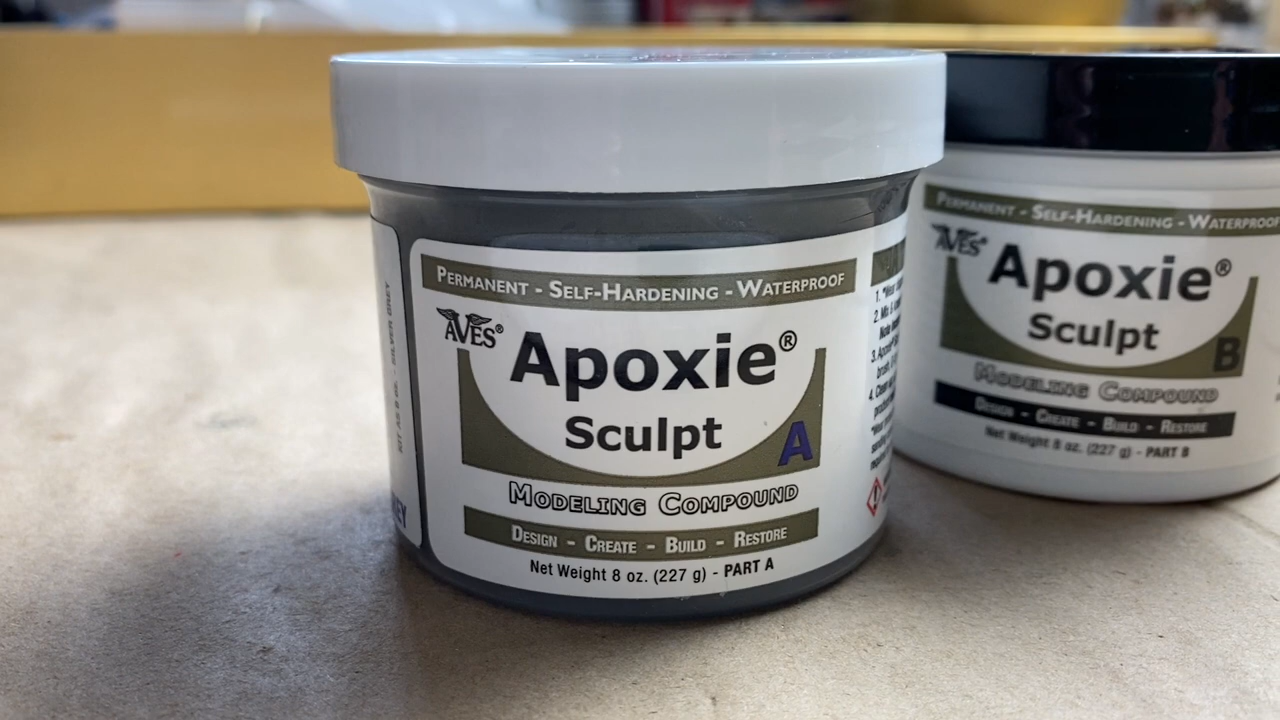 PERMANENT - SELF-HARDENING - WATERPROOF
AVES®
Apoxie®
Sculpt
A
MODELING COMPOUND
DESIGN - CREATE - BUILD - RESTORE
Net Weight 8 oz. (227 g) - PART A
SILVER GREY
PERMANENT - SELF-HARDENING - WATERPROOF
AVES®
Apoxie®
Sculpt
B
MODELING COMPOUND
DESIGN - CREATE - BUILD - RESTORE
Net Weight 8 oz. (227 g) - PART B